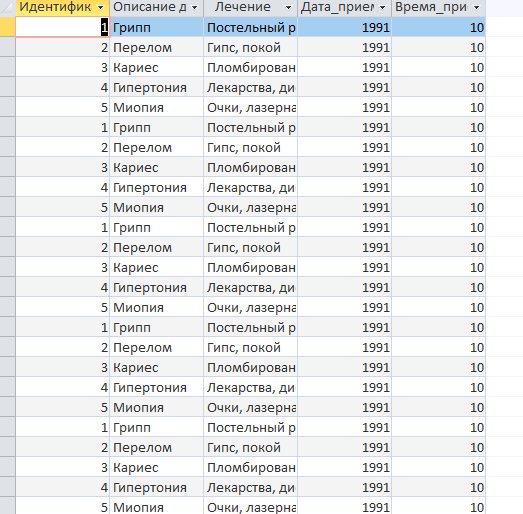 Идентифик Описание д Лечение Дата_прием Время_при
1 Грипп Постельный р 1991 10
2 Перелом Гипс, покой 1991 10
3 Кариес Пломбирован 1991 10
4 Гипертония Лекарства, ди 1991 10
5 Миопия Очки, лазерна 1991 10
1 Грипп Постельный р 1991 10
2 Перелом Гипс, покой 1991 10
3 Кариес Пломбирован 1991 10
4 Гипертония Лекарства, ди 1991 10
5 Миопия Очки, лазерна 1991 10
1 Грипп Постельный р 1991 10
2 Перелом Гипс, покой 1991 10
3 Кариес Пломбирован 1991 10
4 Гипертония Лекарства, ди 1991 10
5 Миопия Очки, лазерна 1991 10
1 Грипп Постельный р 1991 10
2 Перелом Гипс, покой 1991 10
3 Кариес Пломбирован 1991 10
4 Гипертония Лекарства, ди 1991 10
5 Миопия Очки, лазерна 1991 10
1 Грипп Постельный р 1991 10
2 Перелом Гипс, покой 1991 10
3 Кариес Пломбирован 1991 10
4 Гипертония Лекарства, ди 1991 10
5 Миопия Очки, лазерна 1991 10